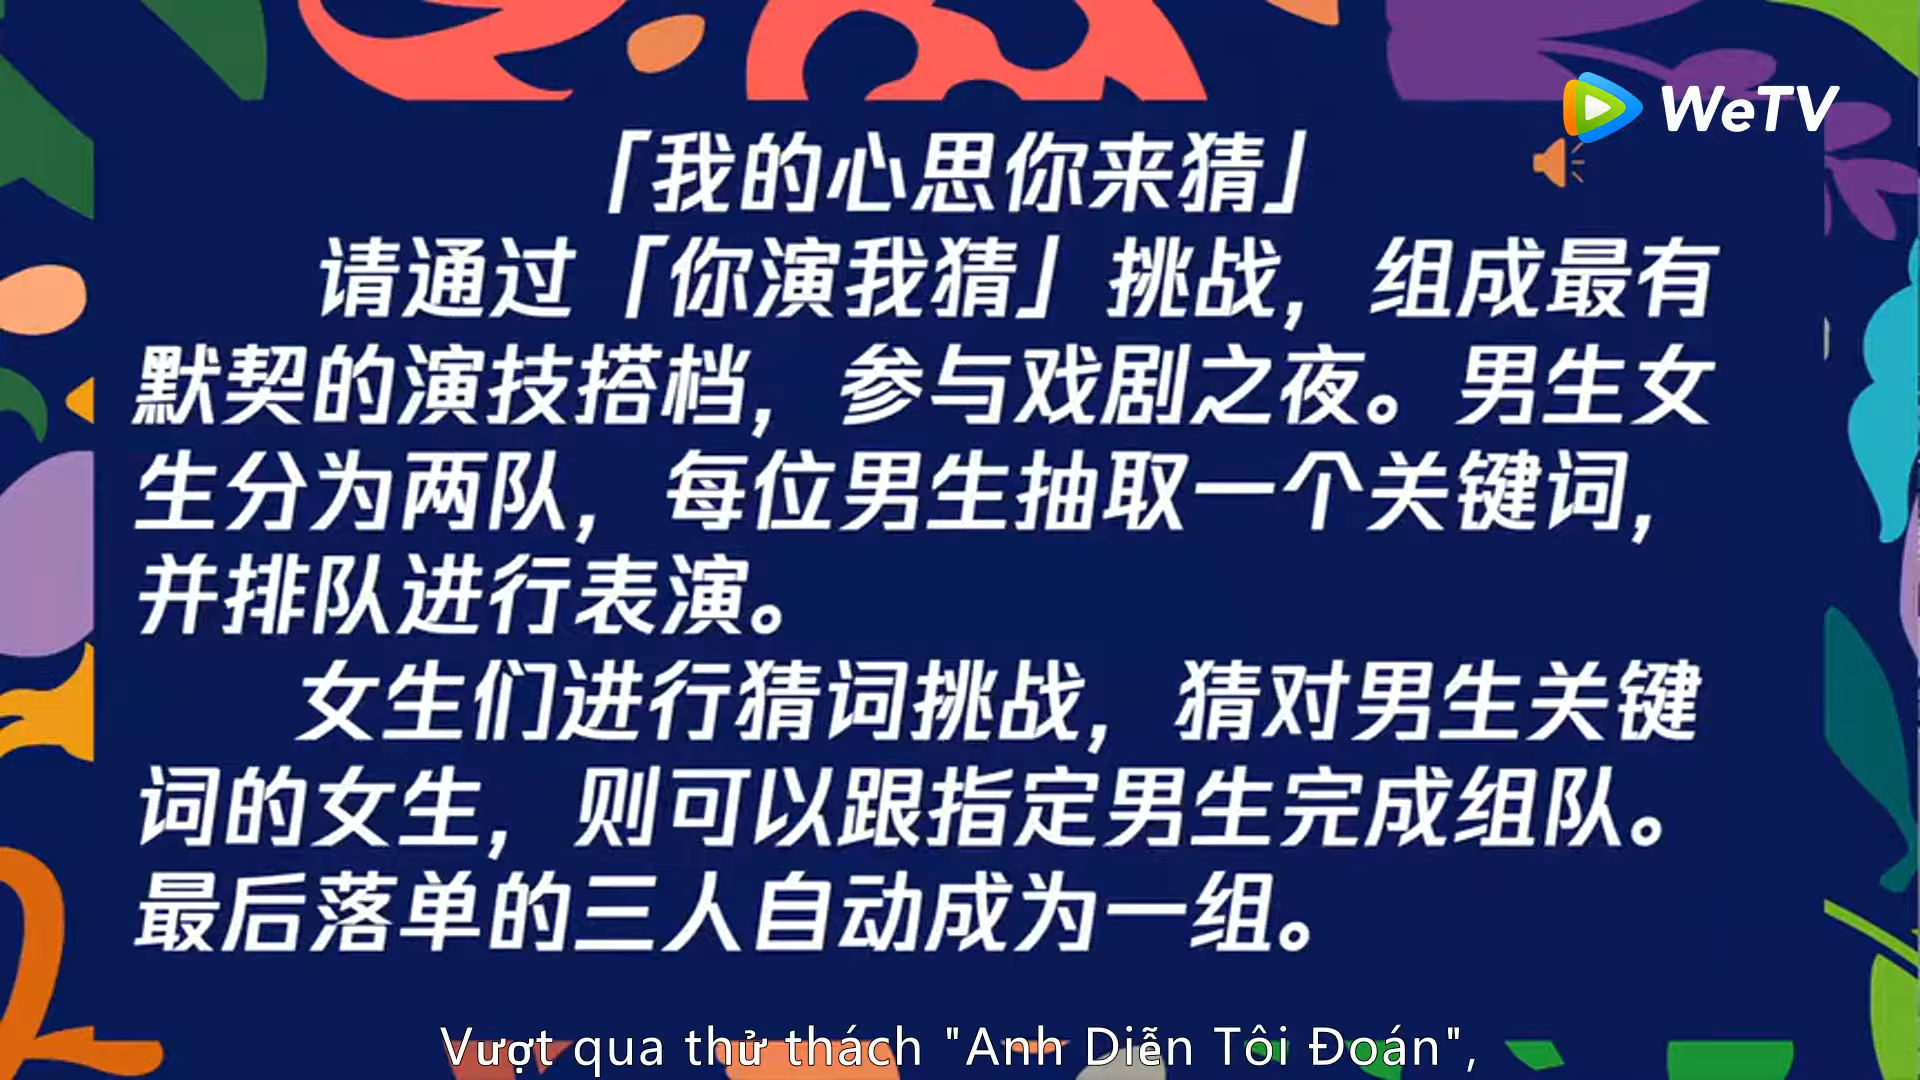 WeTV
「我的心思你来猜」
请通过「你演我猜」挑战，组成最有
默契的演技搭档，参与戏剧之夜。男生女
生分为两队，每位男生抽取一个关键词，
并排队进行表演。
女生们进行猜词挑战，猜对男生关键
词的女生，则可以跟指定男生完成组队。
最后落单的三人自动成为一组。
Vượt qua thử thách "Anh Diễn Tôi Đoán",